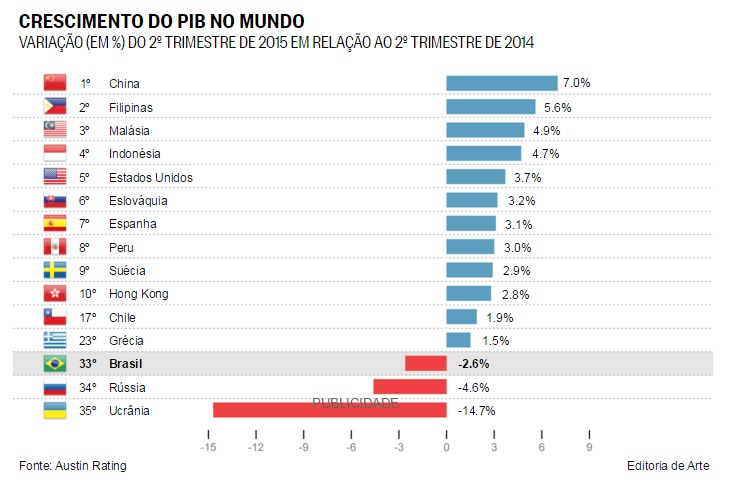 CRESCIMENTO DO PIB NO MUNDO
VARIAÇÃO (EM %) DO 2º TRIMESTRE DE 2015 EM RELAÇÃO AO 2º TRIMESTRE DE 2014
1º China 7.0%
2º Filipinas 5.6%
3º Malásia 4.9%
4º Indonésia 4.7%
5º Estados Unidos 3.7%
6º Eslováquia 3.2%
7º Espanha 3.1%
8º Peru 3.0%
9º Suécia 2.9%
10º Hong Kong 2.8%
17º Chile 1.9%
23º Grécia 1.5%
33º Brasil -2.6%
34º Rússia -4.6%
PUBLICIDADE
35º Ucrânia -14.7%
-15 -12 -9 -6 -3 0 3 6 9
Fonte: Austin Rating Editoria de Arte